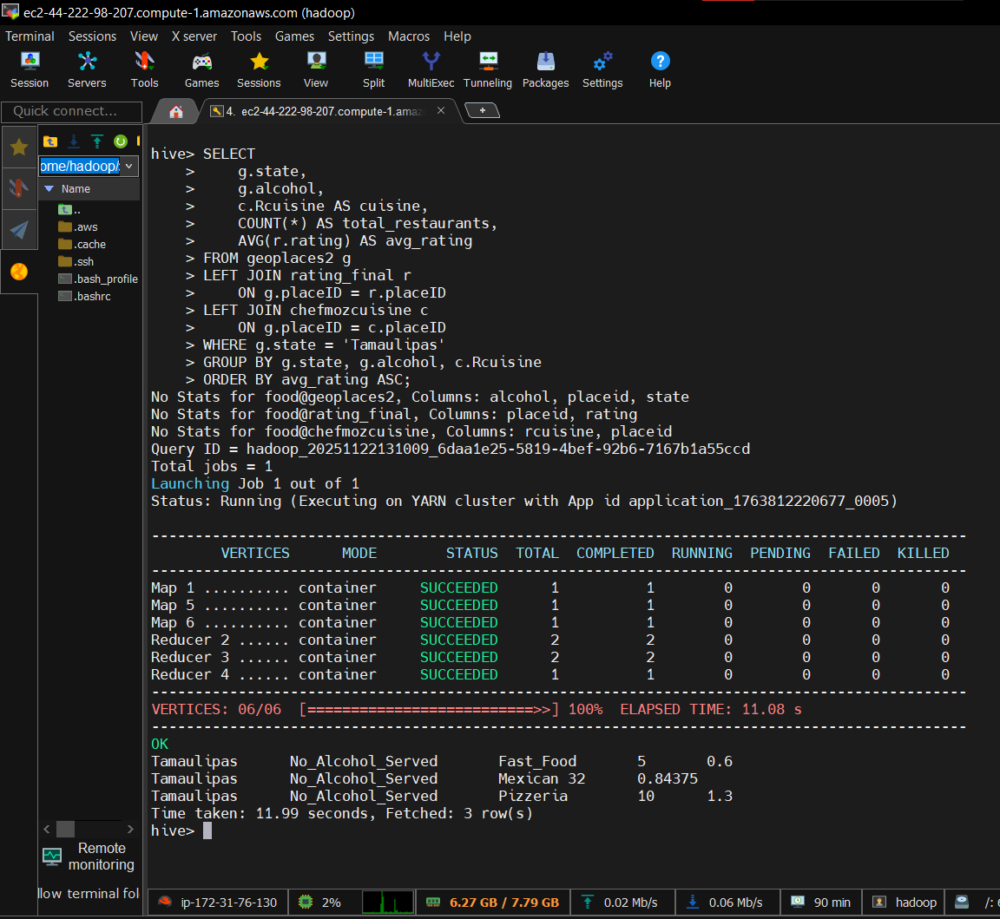 ec2-44-222-98-207.compute-1.amazonaws.com (hadoop)
Terminal Sessions View X server Tools Games Settings Macros Help
Session Servers Tools Games Sessions View Split MultiExec Tunneling Packages Settings Help
Quick connect...
4. ec2-44-222-98-207.compute-1.amaz
ome/hadoop/
Name
..
.aws
.cache
.ssh
.bash_profile
.bashrc
hive> SELECT
    >     g.state,
    >     g.alcohol,
    >     c.Rcuisine AS cuisine,
    >     COUNT(*) AS total_restaurants,
    >     AVG(r.rating) AS avg_rating
    > FROM geoplaces2 g
    > LEFT JOIN rating_final r
    >     ON g.placeID = r.placeID
    > LEFT JOIN chefmozcuisine c
    >     ON g.placeID = c.placeID
    > WHERE g.state = 'Tamaulipas'
    > GROUP BY g.state, g.alcohol, c.Rcuisine
    > ORDER BY avg_rating ASC;
No Stats for food@geoplaces2, Columns: alcohol, placeid, state
No Stats for food@rating_final, Columns: placeid, rating
No Stats for food@chefmozcuisine, Columns: rcuisine, placeid
Query ID = hadoop_20251122131009_6daa1e25-5819-4bef-92b6-7167b1a55ccd
Total jobs = 1
Launching Job 1 out of 1
Status: Running (Executing on YARN cluster with App id application_1763812220677_0005)
----------------------------------------------------------------------------------------------
        VERTICES      MODE        STATUS  TOTAL  COMPLETED  RUNNING  PENDING  FAILED  KILLED
----------------------------------------------------------------------------------------------
Map 1 .......... container     SUCCEEDED      1          1        0        0       0       0
Map 5 .......... container     SUCCEEDED      1          1        0        0       0       0
Map 6 .......... container     SUCCEEDED      1          1        0        0       0       0
Reducer 2 ...... container     SUCCEEDED      2          2        0        0       0       0
Reducer 3 ...... container     SUCCEEDED      2          2        0        0       0       0
Reducer 4 ...... container     SUCCEEDED      1          1        0        0       0       0
----------------------------------------------------------------------------------------------
VERTICES: 06/06  [==========================>>] 100%  ELAPSED TIME: 11.08 s
----------------------------------------------------------------------------------------------
OK
Tamaulipas      No_Alcohol_Served       Fast_Food       5       0.6
Tamaulipas      No_Alcohol_Served       Mexican 32      0.84375
Tamaulipas      No_Alcohol_Served       Pizzeria        10      1.3
Time taken: 11.99 seconds, Fetched: 3 row(s)
hive>
Remote
monitoring
llow terminal fol
ip-172-31-76-130 2% 6.27 GB / 7.79 GB 0.02 Mb/s 0.06 Mb/s 90 min hadoop /: